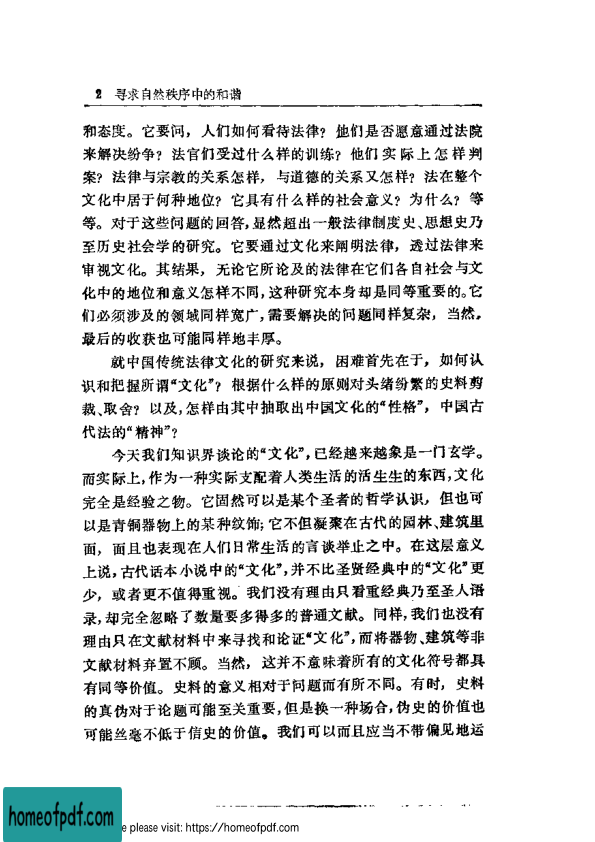 2 寻求自然秩序中的和谐
和态度。它要问，人们如何看待法律？他们是否愿意通过法院
来解决纷争？法官们受过什么样的训练？他们实际上怎样判
案？法律与宗教的关系怎样，与道德的关系又怎样？法在整个
文化中居于何种地位？它具有什么样的社会意义？为什么？等
等。对于这些问题的回答，显然超出一般法律制度史、思想史乃
至历史社会学的研究。它要通过文化来阐明法律，透过法律来
审视文化。其结果，无论它所论及的法律在它们各自社会与文
化中的地位和意义怎样不同，这种研究本身却是同等重要的。它
们必须涉及的领域同样宽广，需要解决的问题同样复杂，当然，
最后的收获也可能同样地丰厚。
就中国传统法律文化的研究来说，困难首先在于，如何认
识和把握所谓“文化”？根据什么样的原则对头绪纷繁的史料剪
裁、取舍？以及，怎样由其中抽取出中国文化的“性格”，中国古
代法的“精神”？
今天我们知识界谈论的“文化”，已经越来越象是一门玄学。
而实际上，作为一种实际支配着人类生活的活生生的东西，文化
完全是经验之物。它固然可以是某个圣者的哲学认识，但也可
以是青铜器物上的某种纹饰；它不但凝聚在古代的园林、建筑里
面，而且也表现在人们日常生活的言谈举止之中。在这层意义
上说，古代话本小说中的“文化”，并不比圣贤经典中的“文化”更
少，或者更不值得重视。我们没有理由只看重经典乃至圣人语
录，却完全忽略了数量要多得多的普通文献。同样，我们也没有
理由只在文献材料中来寻找和论证“文化”，而将器物、建筑等非
文献材料弃置不顾。当然，这并不意味着所有的文化符号都具
有同等价值。史料的意义相对于问题而有所不同。有时，史料
的真伪对于论题可能至关重要，但是换一种场合，伪史的价值也
可能丝毫不低于信史的价值。我们可以而且应当不带偏见地运
homeofpdf.com
please visit: https://homeofpdf.com